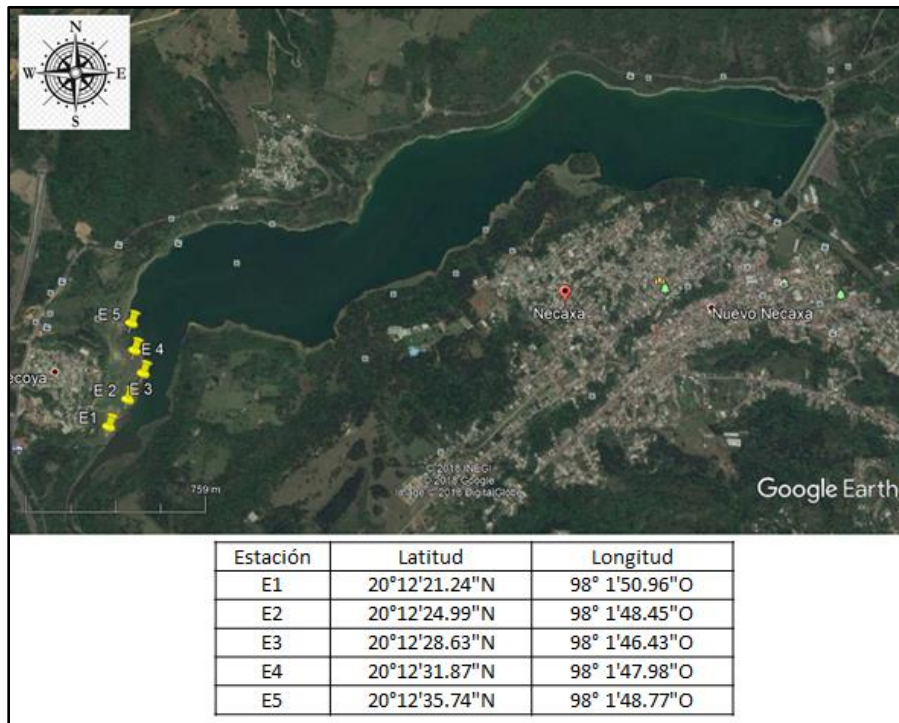 N
W E
S
E 5
E 4
Necaxa
Nuevo Necaxa
ecoya
E 2 E 3
E1
© 2018 INEGI
© 2018 Google
Image © 2018 DigitalGlobe
759 m
Google Earth
Estación Latitud Longitud
E1 20°12'21.24"N 98° 1'50.96"O
E2 20°12'24.99"N 98° 1'48.45"O
E3 20°12'28.63"N 98° 1'46.43"O
E4 20°12'31.87"N 98° 1'47.98"O
E5 20°12'35.74"N 98° 1'48.77"O